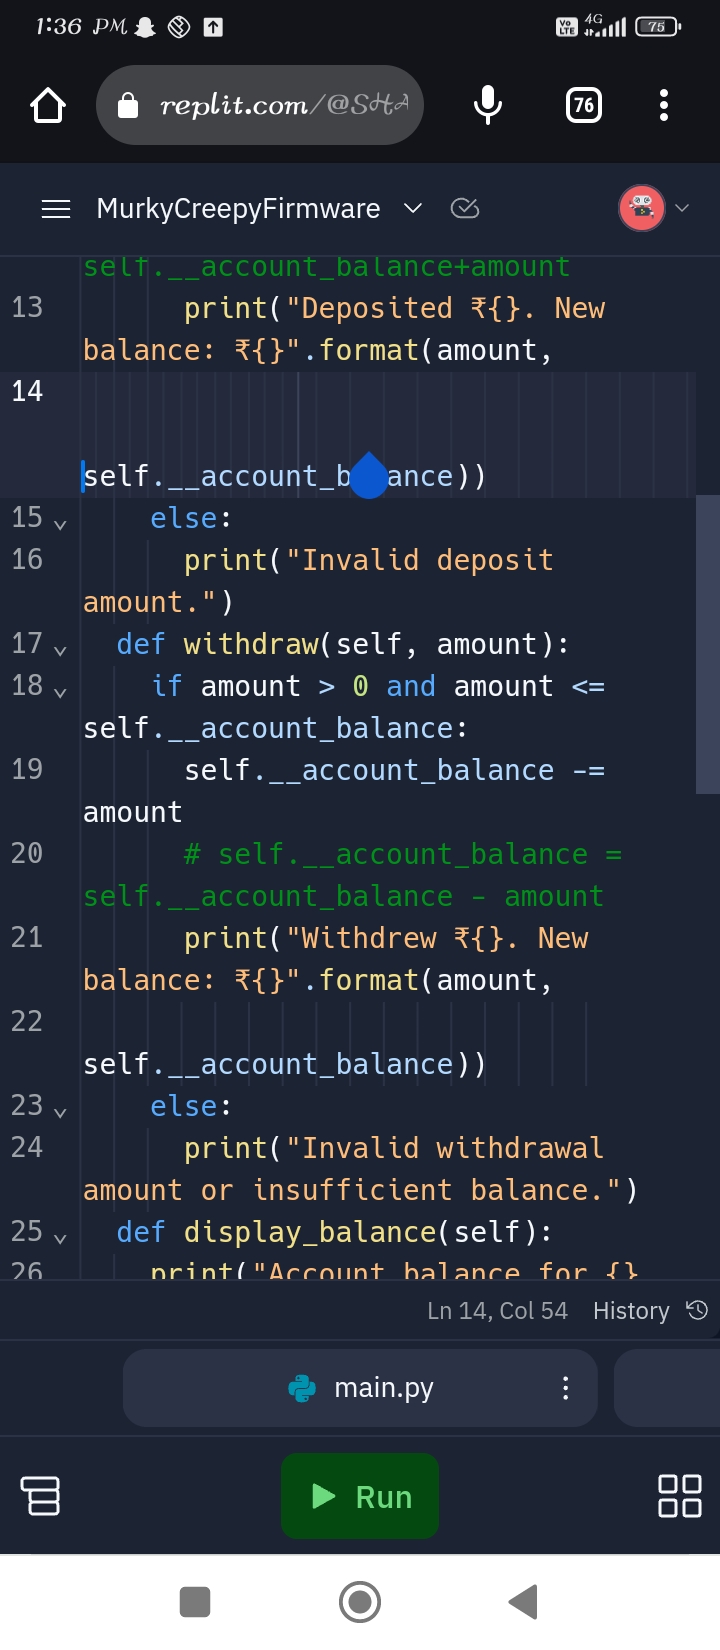 1:36 PM
Vo LTE 4G 75
replit.com/@SHA
76
MurkyCreepyFirmware
self.__account_balance+amount
13 print("Deposited ₹{}. New
balance: ₹{}".format(amount,
14
self.__account_balance))
15 else:
16 print("Invalid deposit
amount.")
17 def withdraw(self, amount):
18 if amount > 0 and amount <=
self.__account_balance:
19 self.__account_balance -=
amount
20 # self.__account_balance =
self.__account_balance - amount
21 print("Withdrew ₹{}. New
balance: ₹{}".format(amount,
22
self.__account_balance))
23 else:
24 print("Invalid withdrawal
amount or insufficient balance.")
25 def display_balance(self):
26 print("Account balance for {}
Ln 14, Col 54 History
main.py
Run